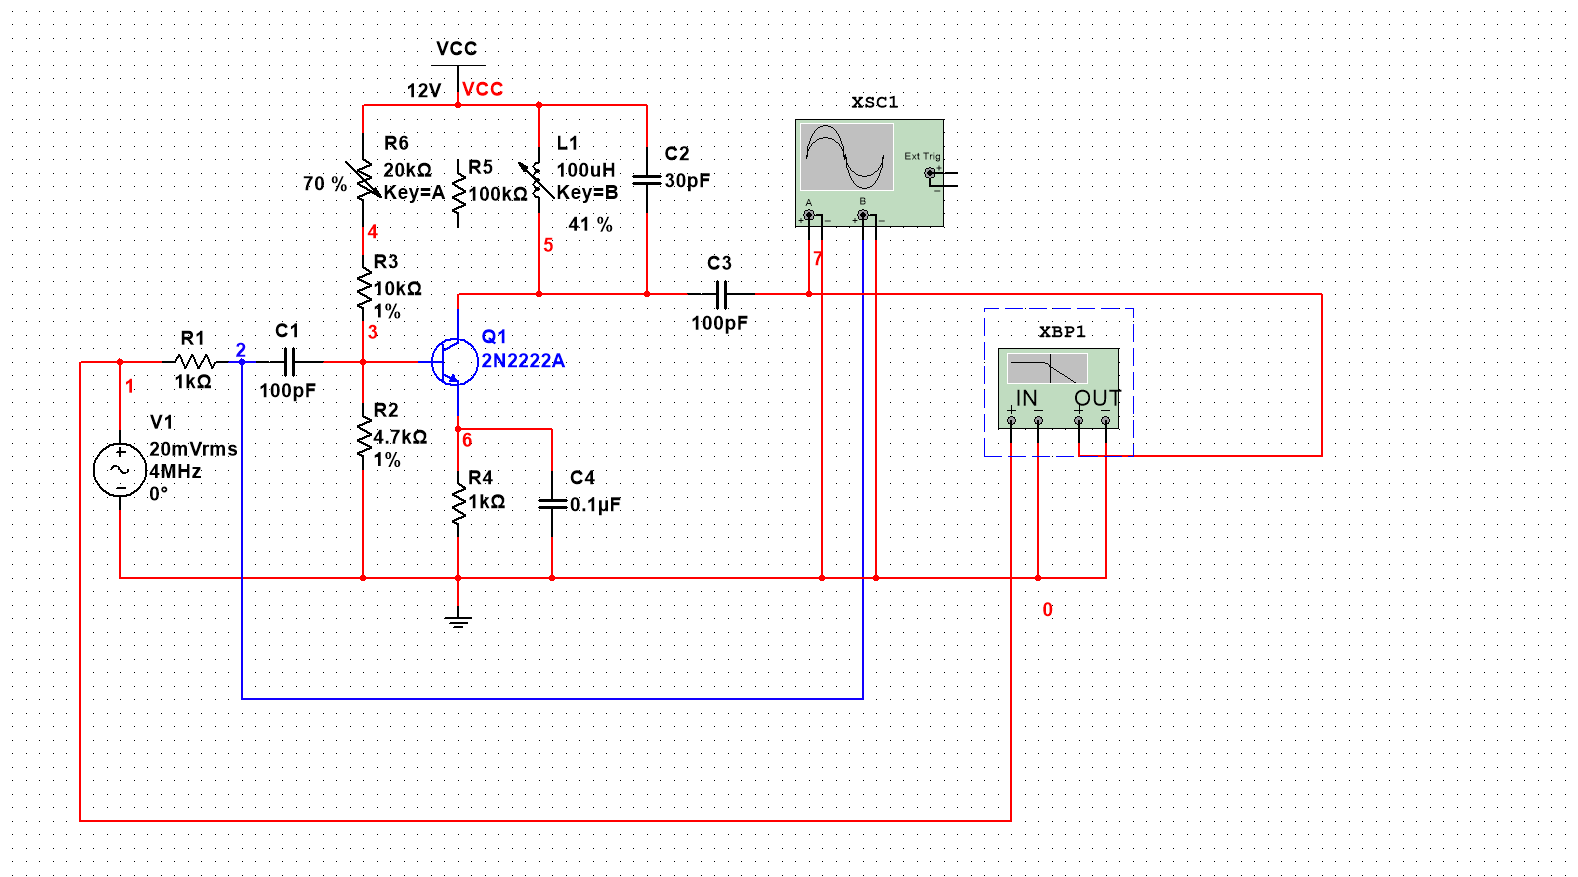 VCC
12V
VCC
R6
20kΩ
Key=A
70 %
R5
100kΩ
L1
100uH
Key=B
41 %
C2
30pF
XSC1
Ext Trig
+
−
A
B
+
−
+
−
4
5
7
R3
10kΩ
1%
3
C3
100pF
R1
1kΩ
2
C1
100pF
1
Q1
2N2222A
XBP1
IN
OUT
+
−
+
−
V1
20mVrms
4MHz
0°
+
−
R2
4.7kΩ
1%
6
R4
1kΩ
C4
0.1µF
0